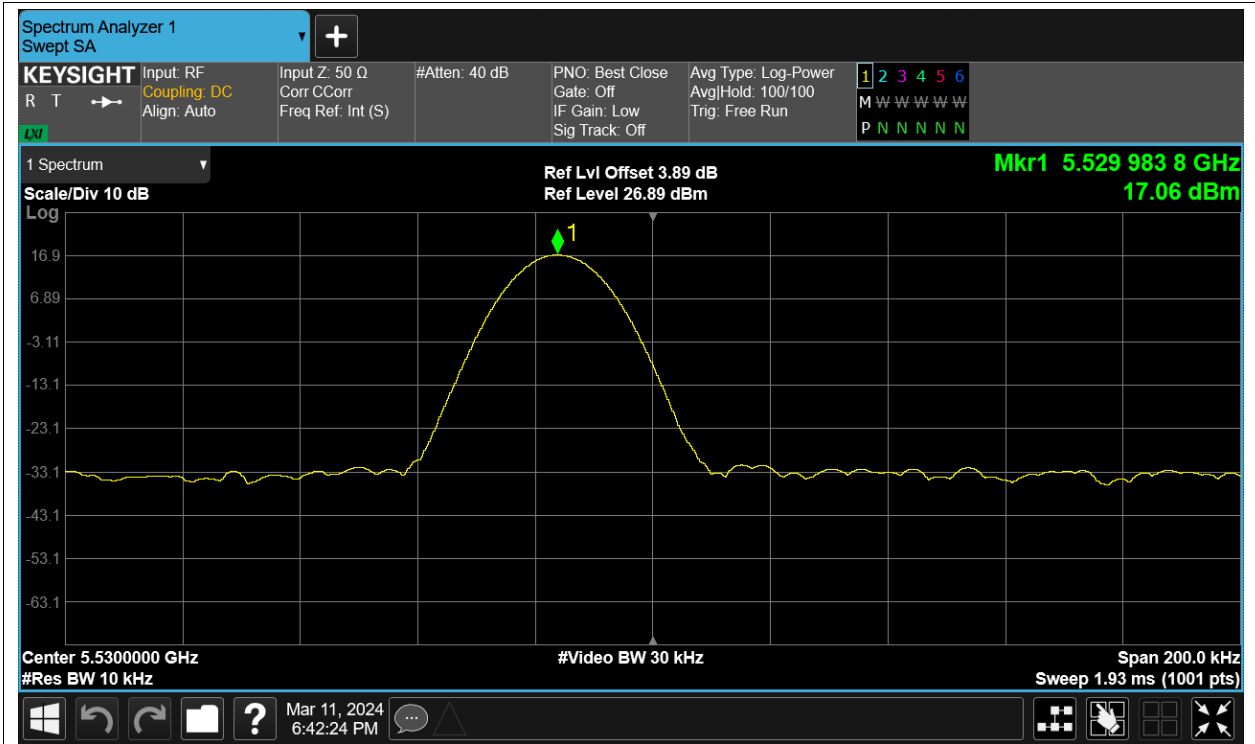 Spectrum Analyzer 1
Swept SA
KEYSIGHT
R T
LXI
Input: RF
Coupling: DC
Align: Auto
Input Z: 50 Ω
Corr CCorr
Freq Ref: Int (S)
#Atten: 40 dB
PNO: Best Close
Gate: Off
IF Gain: Low
Sig Track: Off
Avg Type: Log-Power
Avg|Hold: 100/100
Trig: Free Run
1 2 3 4 5 6
M W W W W W
P N N N N N
1 Spectrum
Scale/Div 10 dB
Log
Ref Lvl Offset 3.89 dB
Ref Level 26.89 dBm
Mkr1 5.529 983 8 GHz
17.06 dBm
1
16.9
6.89
-3.11
-13.1
-23.1
-33.1
-43.1
-53.1
-63.1
Center 5.5300000 GHz
#Video BW 30 kHz
Span 200.0 kHz
#Res BW 10 kHz
Sweep 1.93 ms (1001 pts)
?
Mar 11, 2024
6:42:24 PM